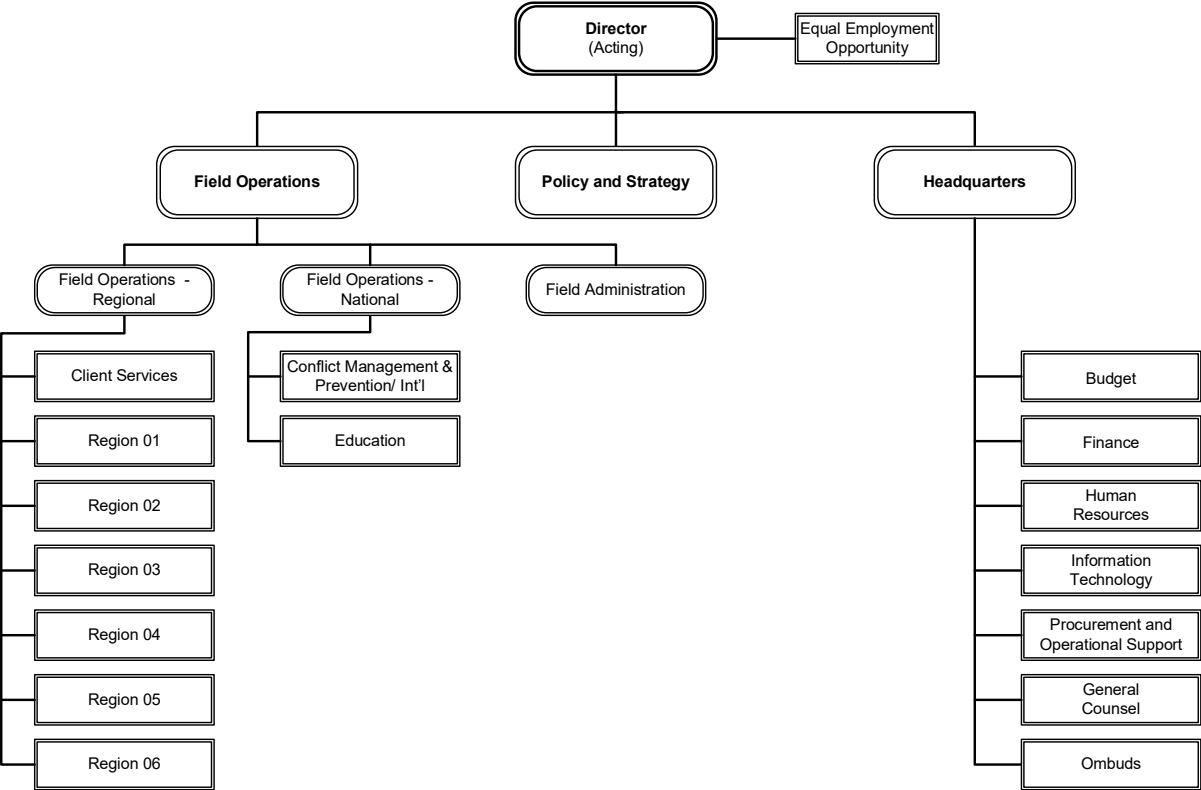 Director
(Acting)
Equal Employment
Opportunity
Field Operations
Policy and Strategy
Headquarters
Field Operations -
Regional
Field Operations -
National
Field Administration
Client Services
Region 01
Region 02
Region 03
Region 04
Region 05
Region 06
Conflict Management &
Prevention/ Int'l
Education
Budget
Finance
Human
Resources
Information
Technology
Procurement and
Operational Support
General
Counsel
Ombuds